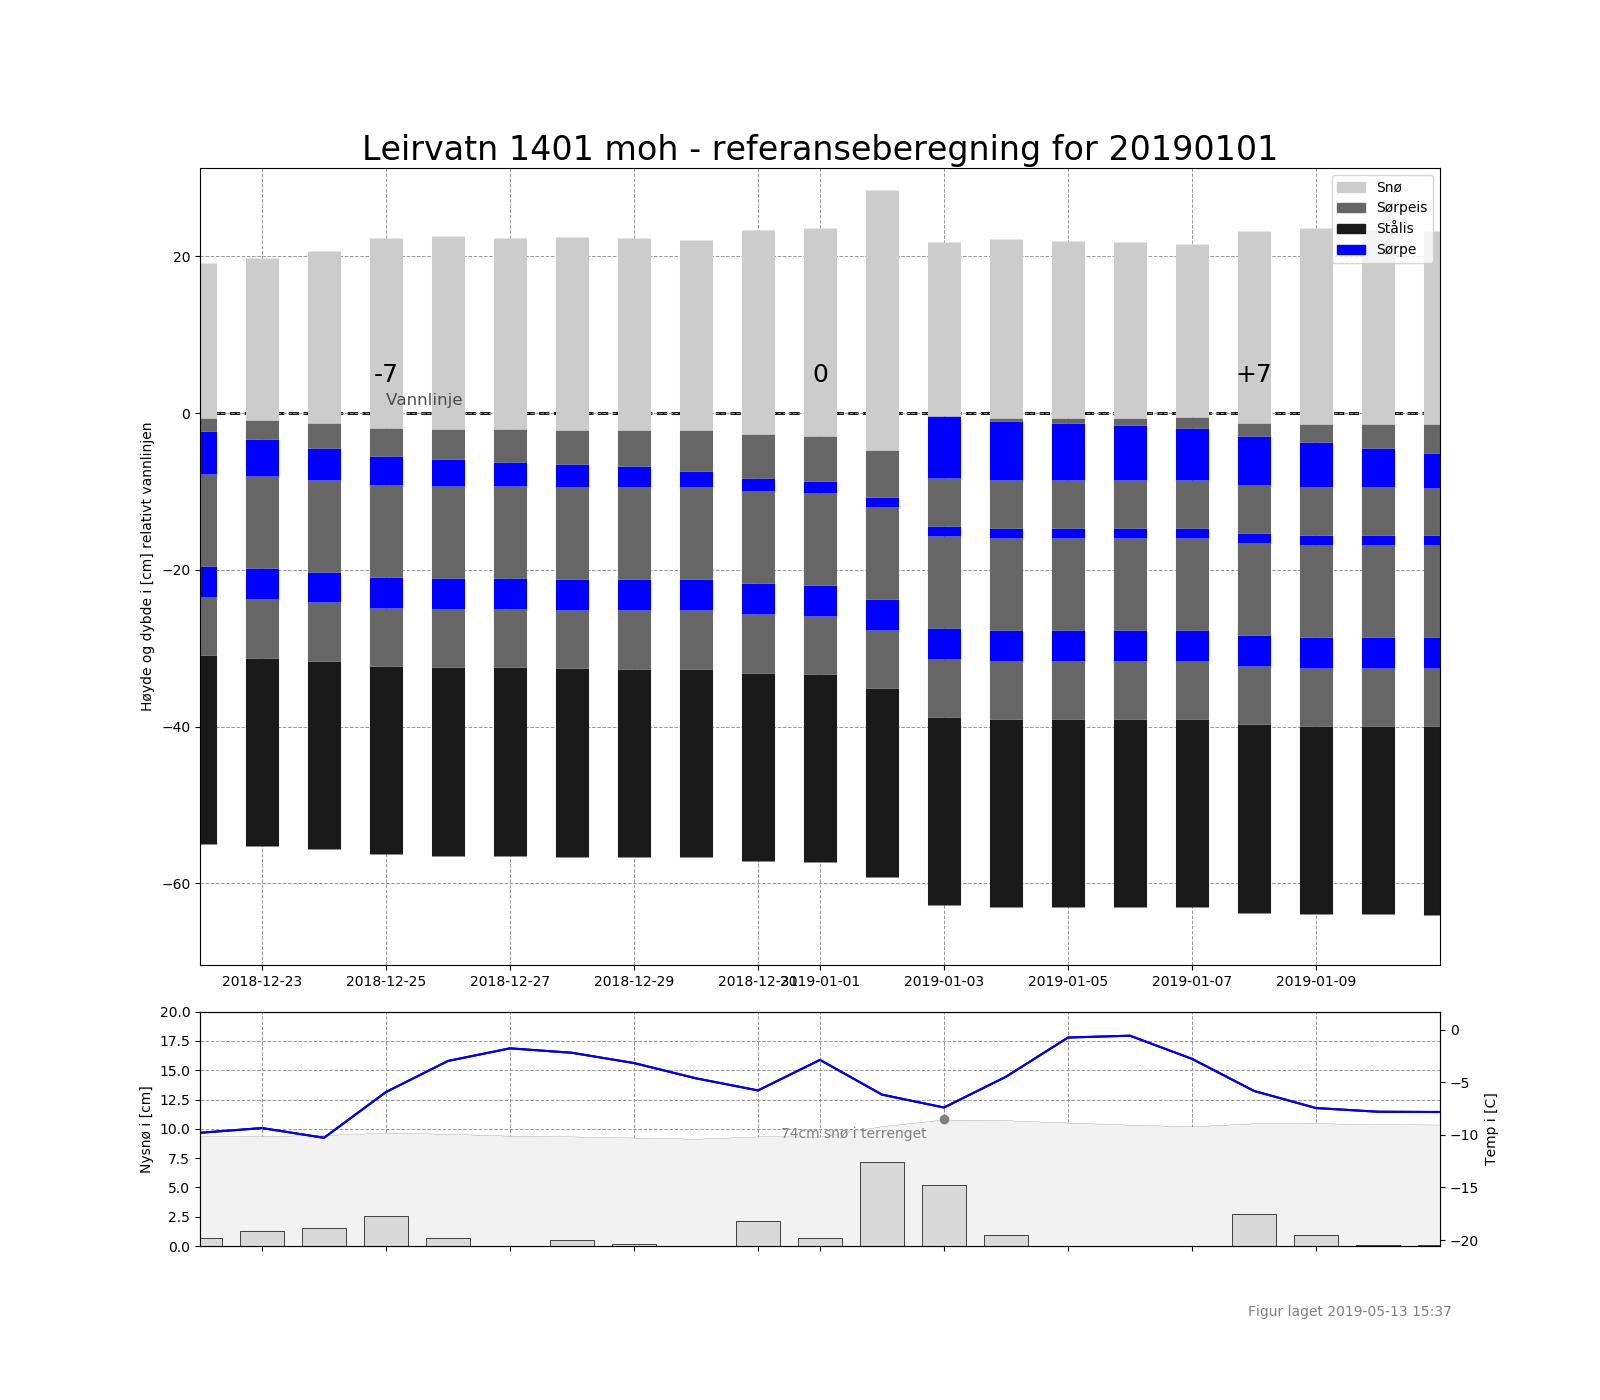 Leirvatn 1401 moh - referanseberegning for 20190101
Snø
Sørpeis
Stålis
Sørpe
20
0
−20
−40
−60
Høyde og dybde i [cm] relativt vannlinjen
-7
0
+7
Vannlinje
2018-12-23
2018-12-25
2018-12-27
2018-12-29
2018-12-31
2019-01-01
2019-01-03
2019-01-05
2019-01-07
2019-01-09
20.0
17.5
15.0
12.5
10.0
7.5
5.0
2.5
0.0
Nysnø i [cm]
74cm snø i terrenget
0
−5
−10
−15
−20
Temp i [C]
Figur laget 2019-05-13 15:37